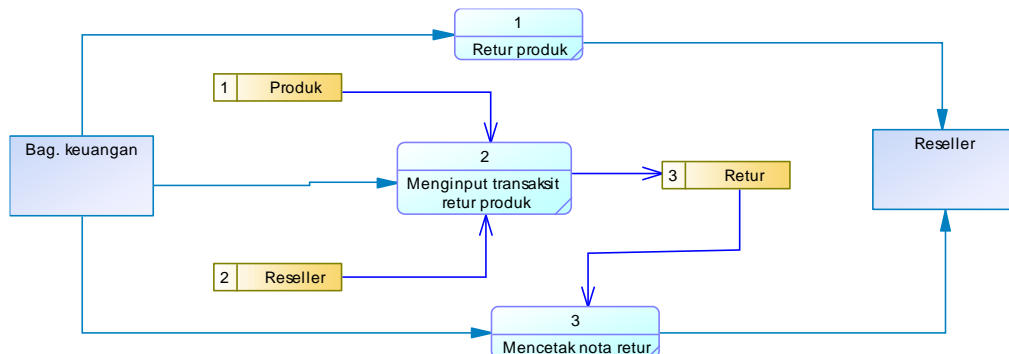 1
Retur produk
1 Produk
Bag. keuangan
Reseller
2
Menginput transaksit
retur produk
3 Retur
2 Reseller
3
Mencetak nota retur